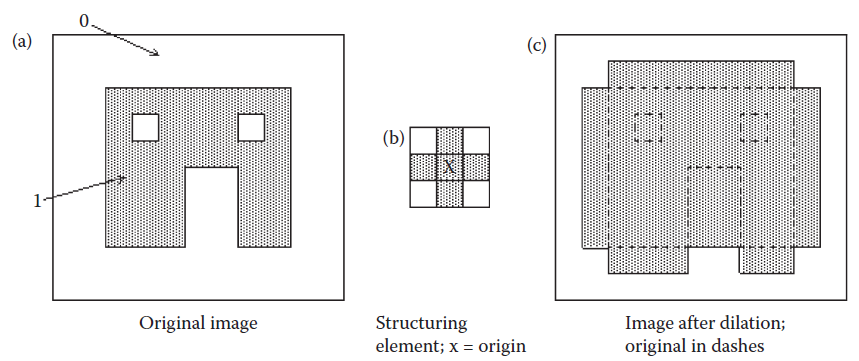 (a)
0
1
Original image
(b)
X
Structuring
element; x = origin
(c)
Image after dilation;
original in dashes